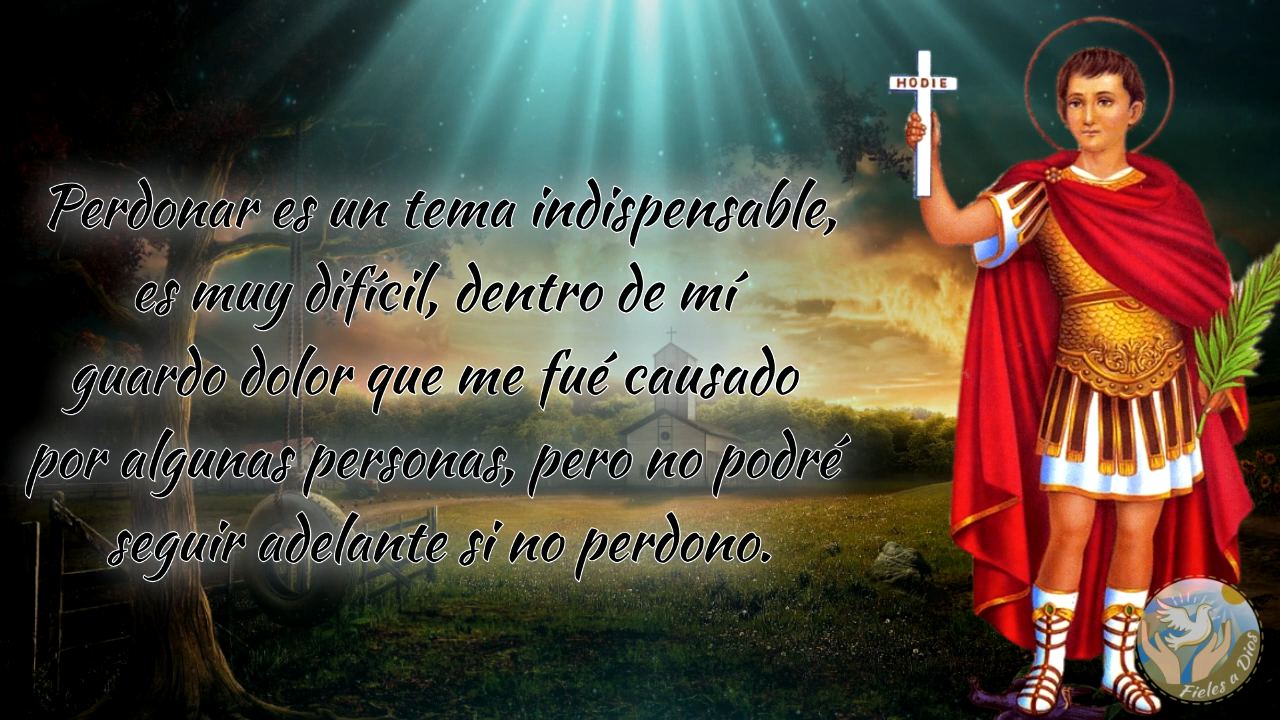 HODIE
Perdonar es un tema indispensable,
es muy difícil, dentro de mí
guardo dolor que me fué causado
por algunas personas, pero no podré
seguir adelante si no perdono.
Fieles a Dios